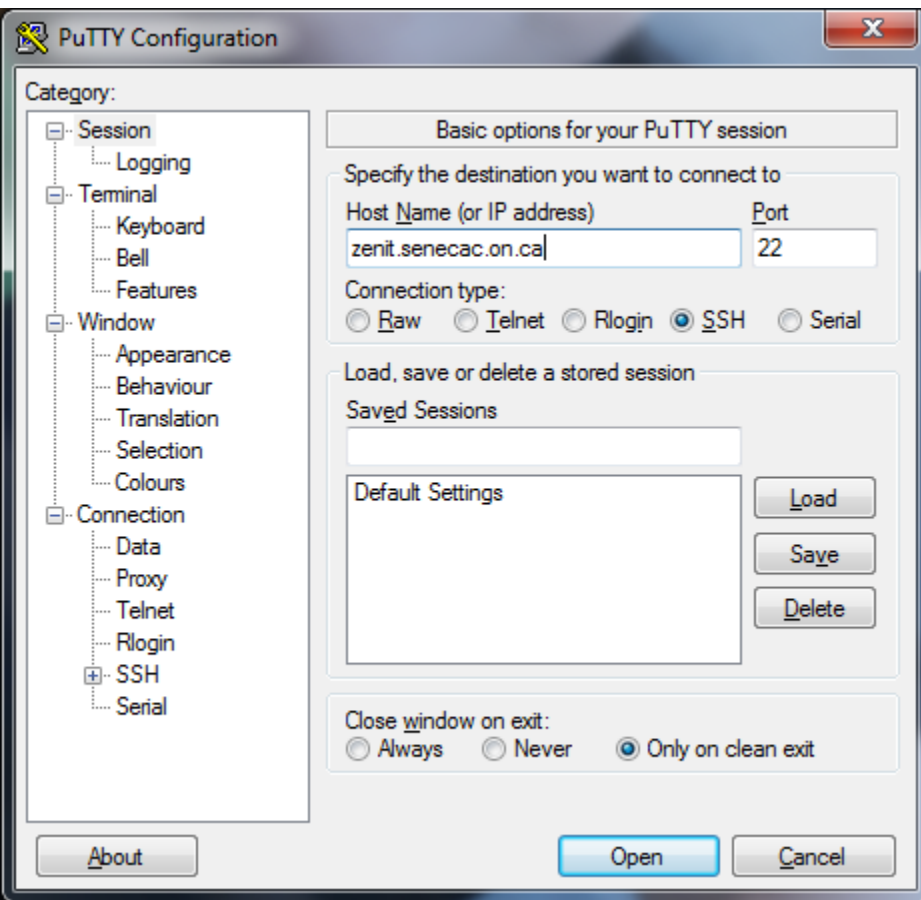 PuTTY Configuration
x
Category:
Session
Logging
Terminal
Keyboard
Bell
Features
Window
Appearance
Behaviour
Translation
Selection
Colours
Connection
Data
Proxy
Telnet
Rlogin
SSH
Serial
Basic options for your PuTTY session
Specify the destination you want to connect to
Host Name (or IP address) Port
zenit.senecac.on.ca 22
Connection type:
Raw Telnet Rlogin SSH Serial
Load, save or delete a stored session
Saved Sessions
Default Settings
Load
Save
Delete
Close window on exit:
Always Never Only on clean exit
About Open Cancel